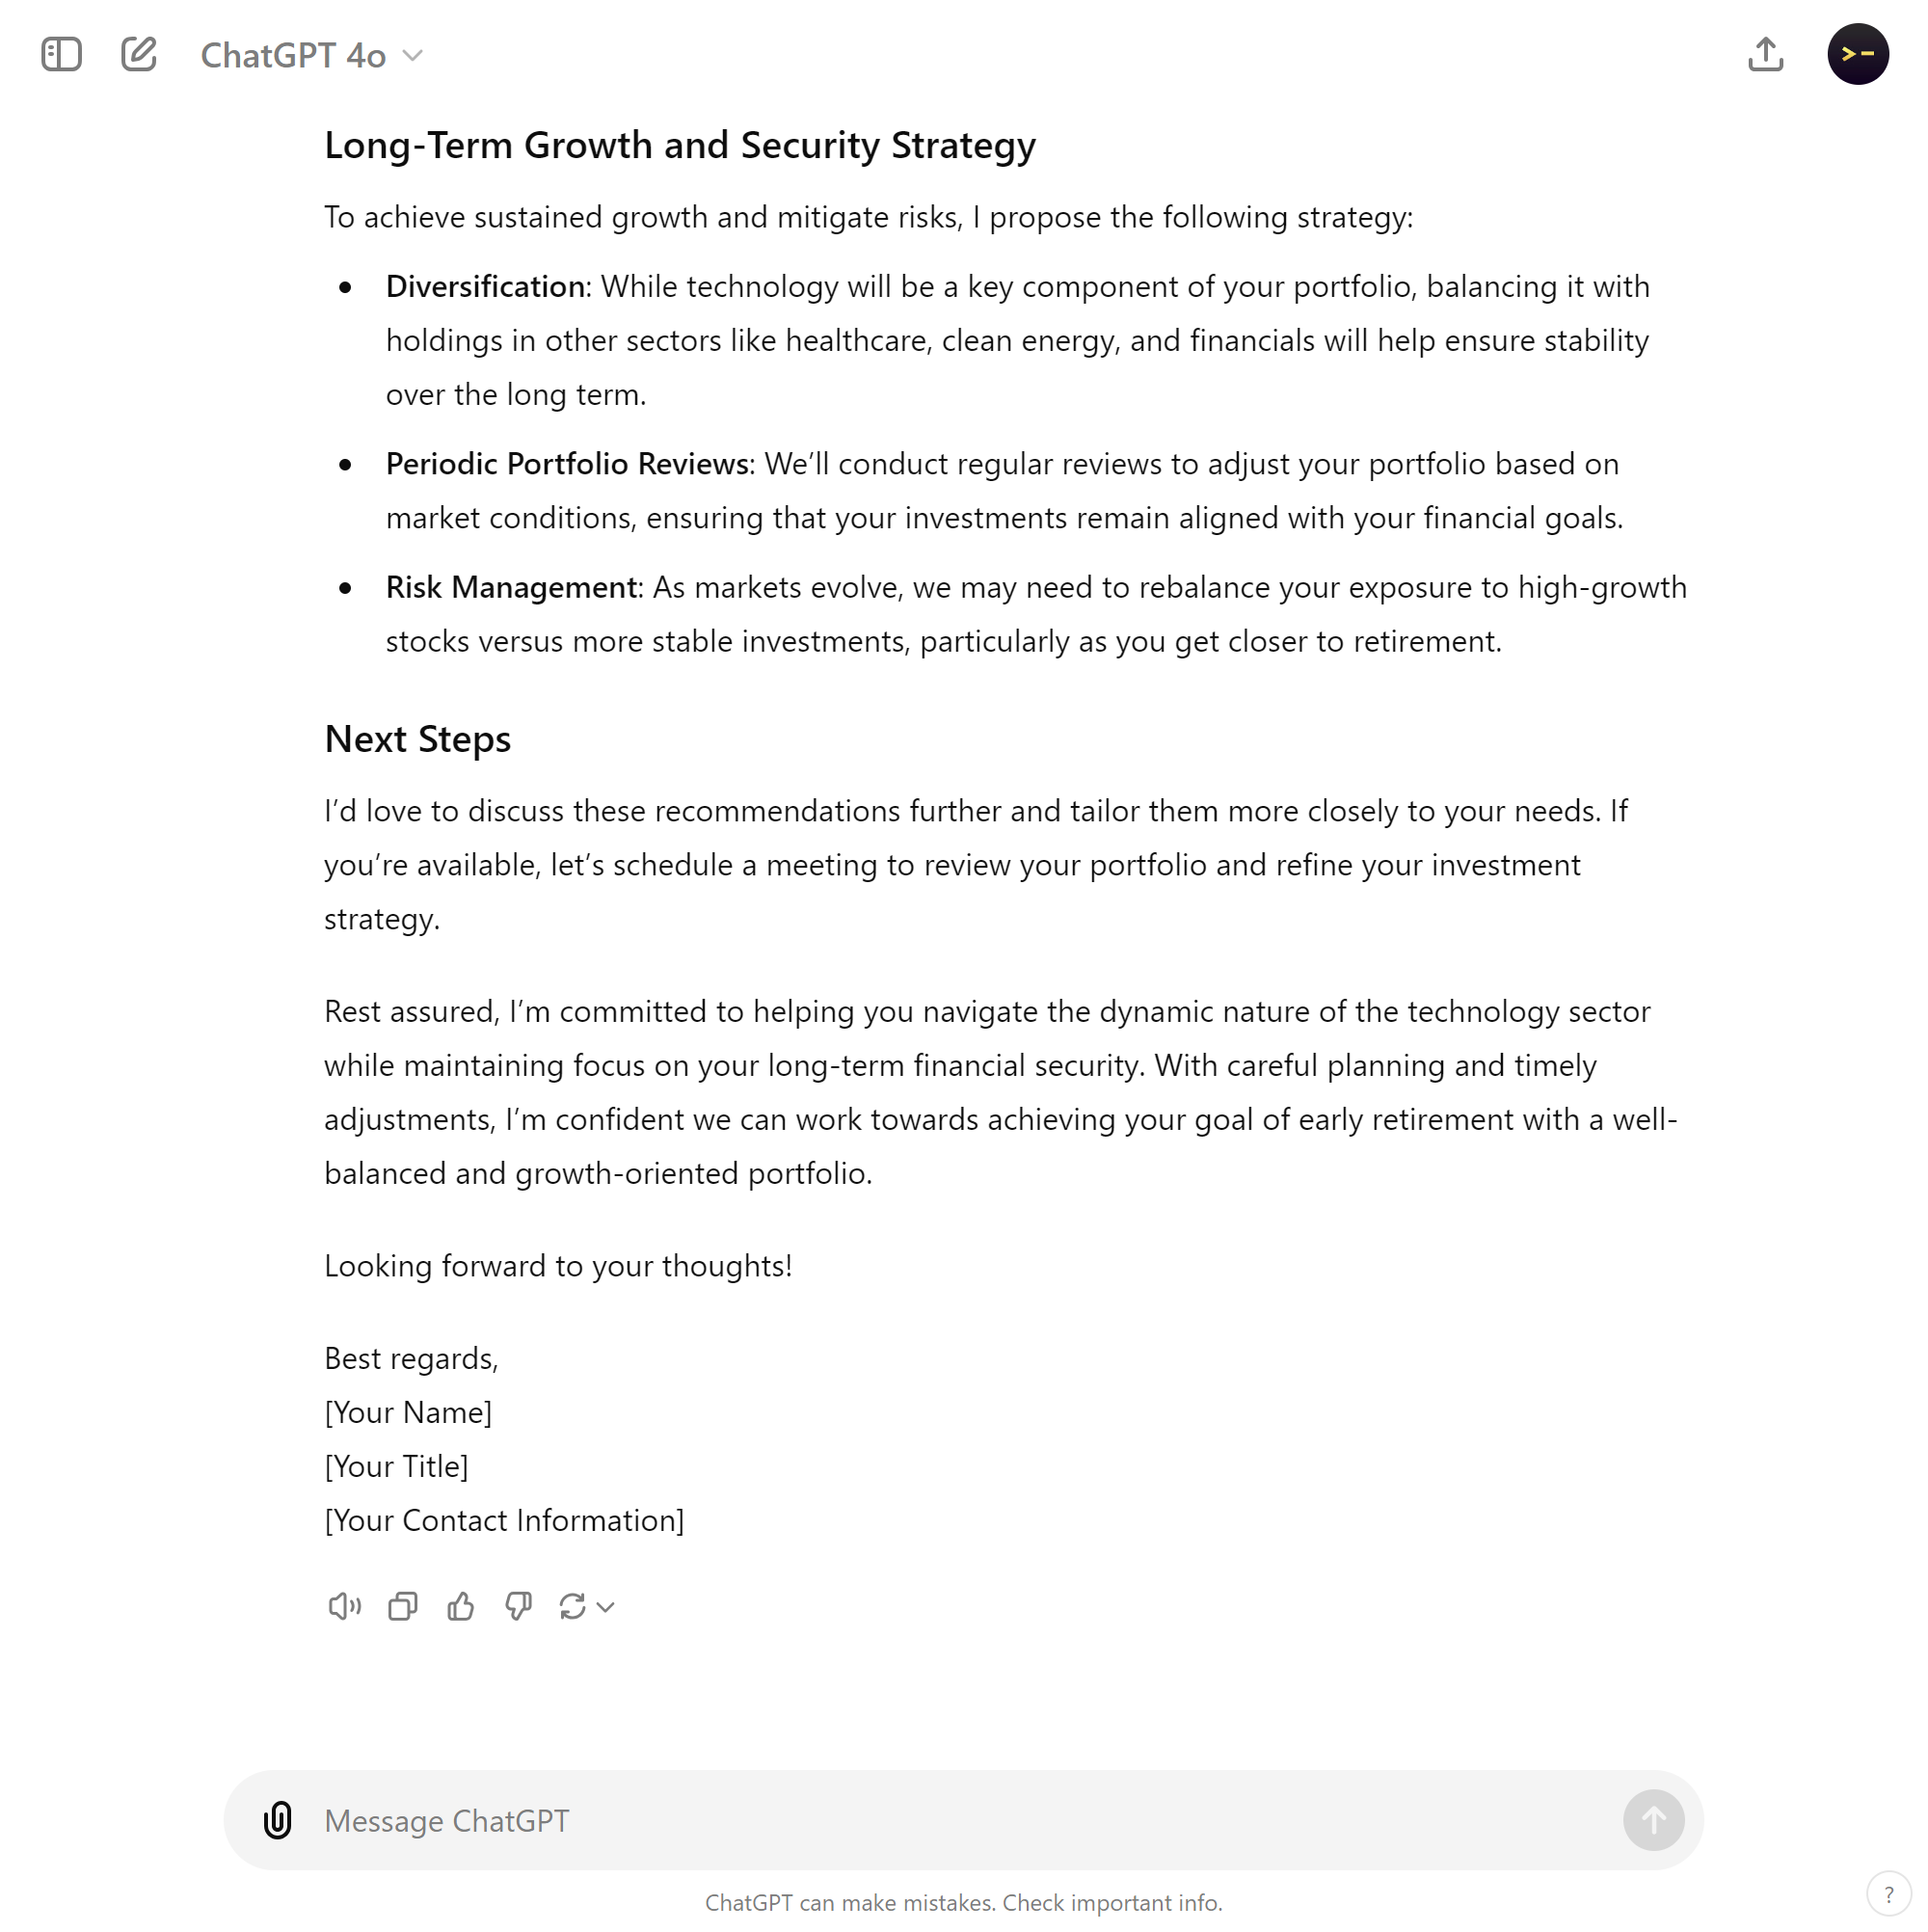 ChatGPT 4o
Long-Term Growth and Security Strategy
To achieve sustained growth and mitigate risks, I propose the following strategy:
• Diversification: While technology will be a key component of your portfolio, balancing it with
holdings in other sectors like healthcare, clean energy, and financials will help ensure stability
over the long term.
• Periodic Portfolio Reviews: We’ll conduct regular reviews to adjust your portfolio based on
market conditions, ensuring that your investments remain aligned with your financial goals.
• Risk Management: As markets evolve, we may need to rebalance your exposure to high-growth
stocks versus more stable investments, particularly as you get closer to retirement.
Next Steps
I’d love to discuss these recommendations further and tailor them more closely to your needs. If
you’re available, let’s schedule a meeting to review your portfolio and refine your investment
strategy.
Rest assured, I’m committed to helping you navigate the dynamic nature of the technology sector
while maintaining focus on your long-term financial security. With careful planning and timely
adjustments, I’m confident we can work towards achieving your goal of early retirement with a well-
balanced and growth-oriented portfolio.
Looking forward to your thoughts!
Best regards,
[Your Name]
[Your Title]
[Your Contact Information]
Message ChatGPT
ChatGPT can make mistakes. Check important info.
?